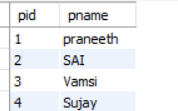 pid pname
1 praneeth
2 SAI
3 Vamsi
4 Sujay